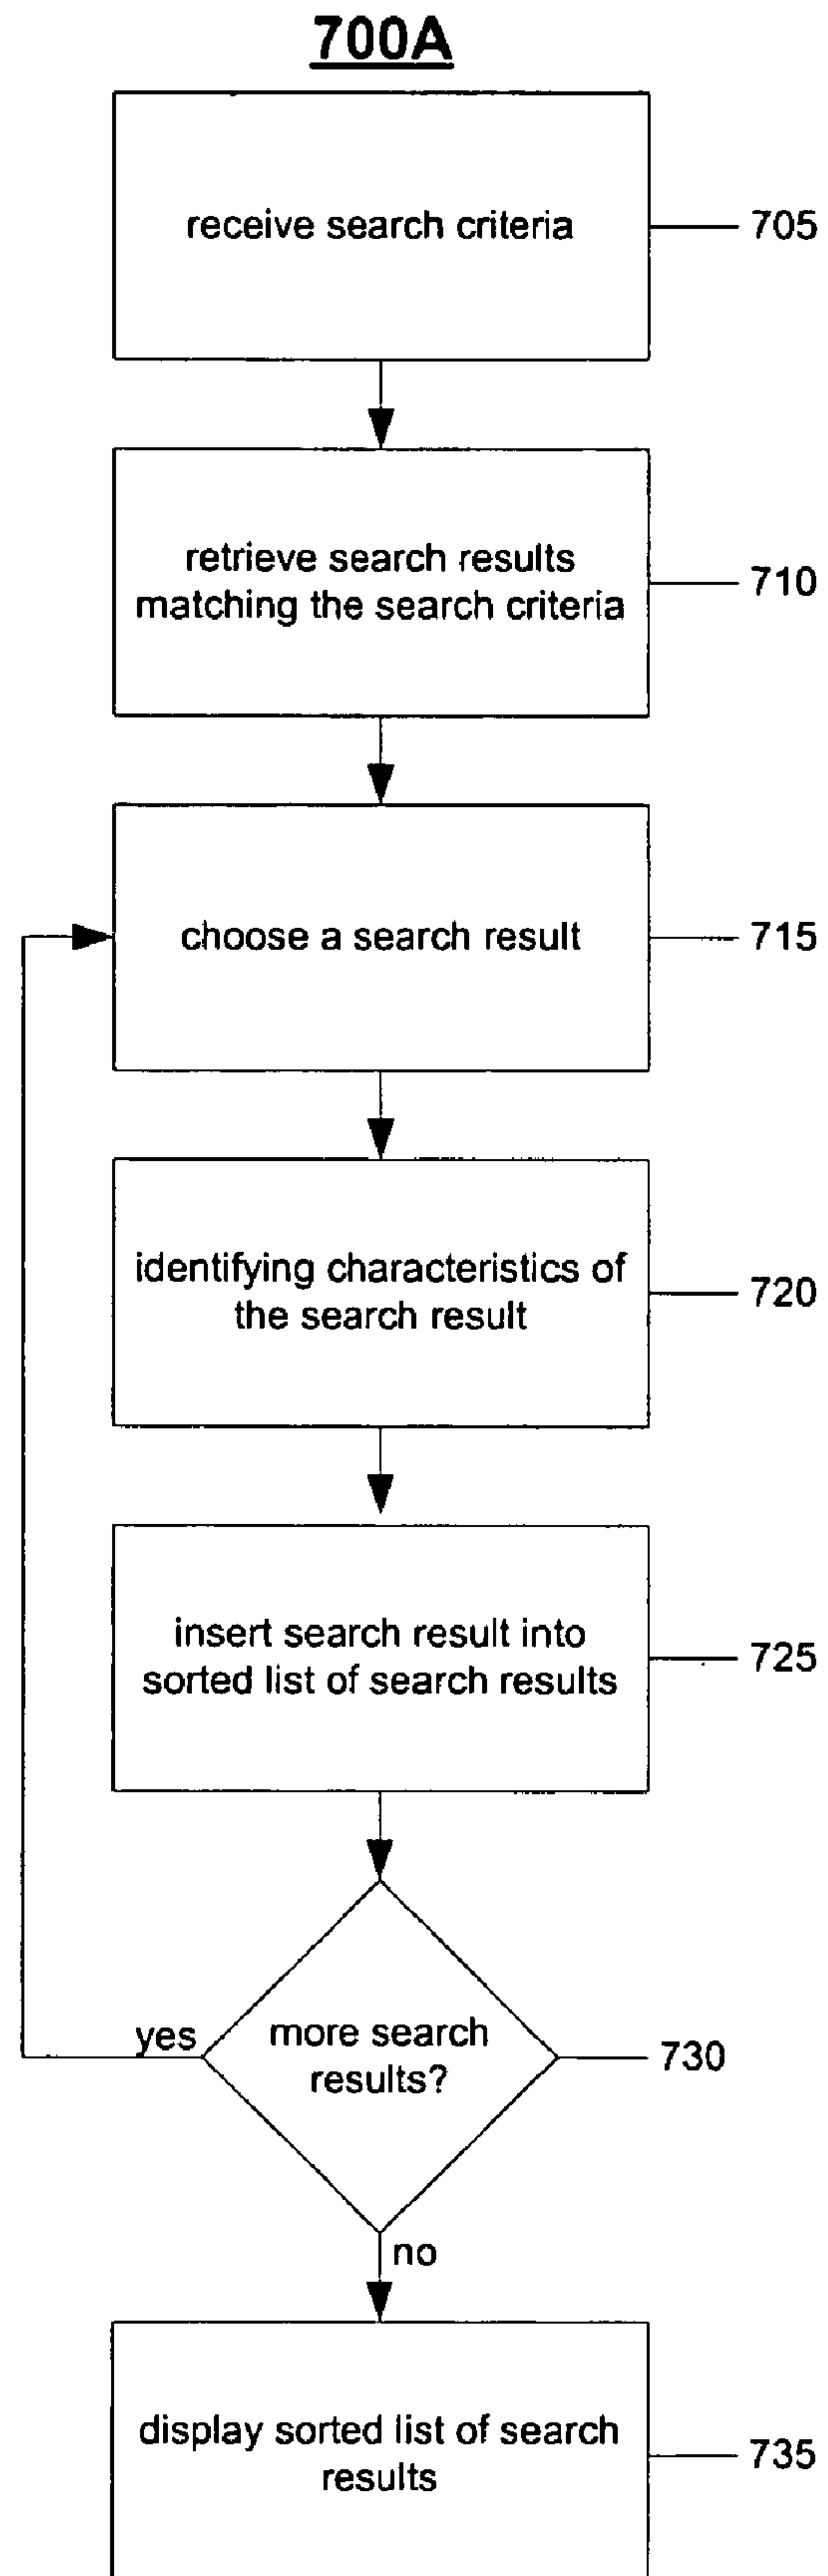 700A
receive search criteria
705
retrieve search results
matching the search criteria
710
choose a search result
715
identifying characteristics of
the search result
720
insert search result into
sorted list of search results
725
more search
results?
730
yes
no
display sorted list of search
results
735